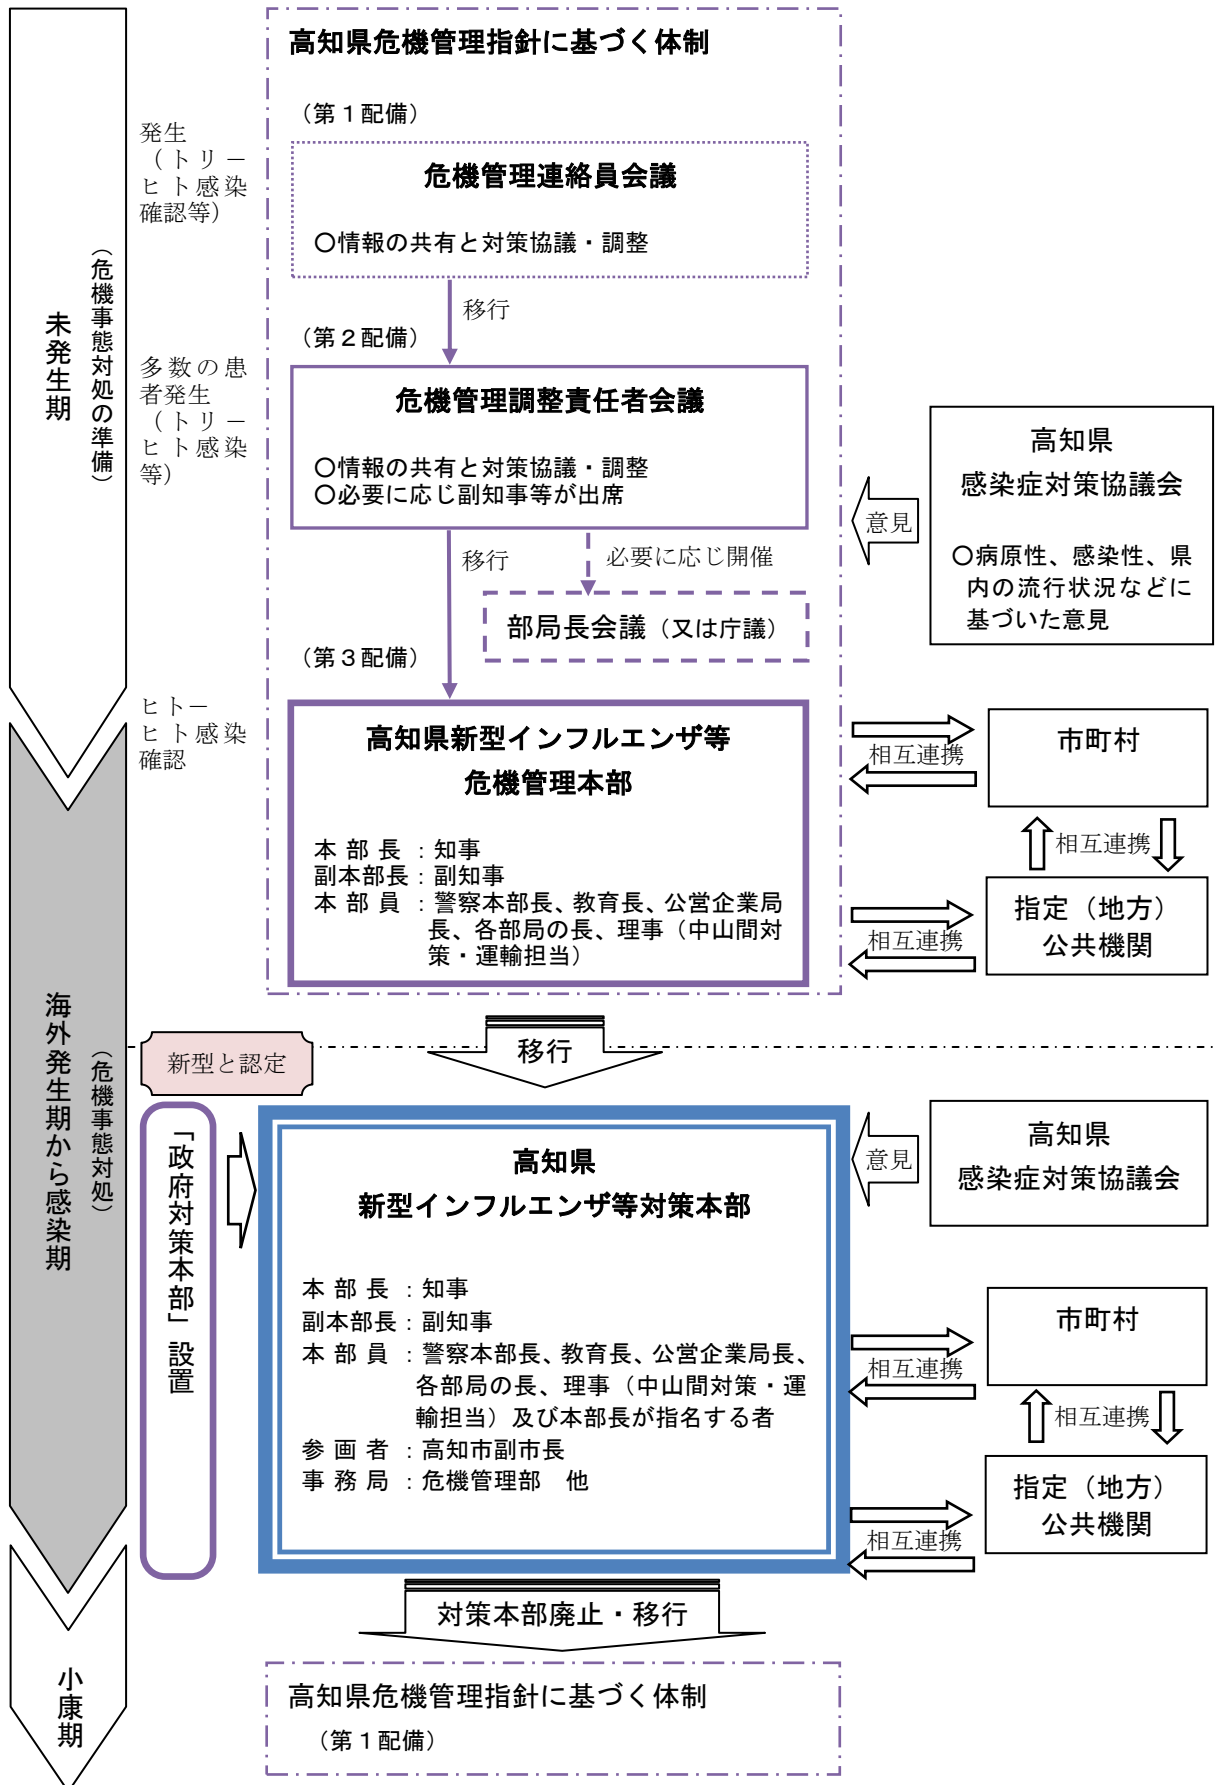 高知県危機管理指針に基づく体制
（第１配備）
発生
（トリ－
ヒト感染
確認等）
危機管理連絡員会議
○情報の共有と対策協議・調整
移行
（第２配備）
未発生期
（危機事態対処の準備）
多数の患
者発生
（トリ－
ヒト感染
等）
危機管理調整責任者会議
○情報の共有と対策協議・調整
○必要に応じ副知事等が出席
意見
高知県
感染症対策協議会
○病原性、感染性、県
内の流行状況などに
基づいた意見
移行
必要に応じ開催
部局長会議（又は庁議）
（第３配備）
ヒト－
ヒト感染
確認
高知県新型インフルエンザ等
危機管理本部
本 部 長 ：知事
副本部長：副知事
本 部 員 ：警察本部長、教育長、公営企業局
長、各部局の長、理事（中山間対
策・運輸担当）
相互連携
市町村
相互連携
相互連携
指定（地方）
公共機関
海外発生期から感染期
（危機事態対処）
移行
新型と認定
「政府対策本部」設置
高知県
新型インフルエンザ等対策本部
本 部 長 ：知事
副本部長：副知事
本 部 員 ：警察本部長、教育長、公営企業局長、
各部局の長、理事（中山間対策・運
輸担当）及び本部長が指名する者
参 画 者 ：高知市副市長
事 務 局 ：危機管理部　他
意見
高知県
感染症対策協議会
相互連携
市町村
相互連携
相互連携
指定（地方）
公共機関
対策本部廃止・移行
小康期
高知県危機管理指針に基づく体制
（第１配備）